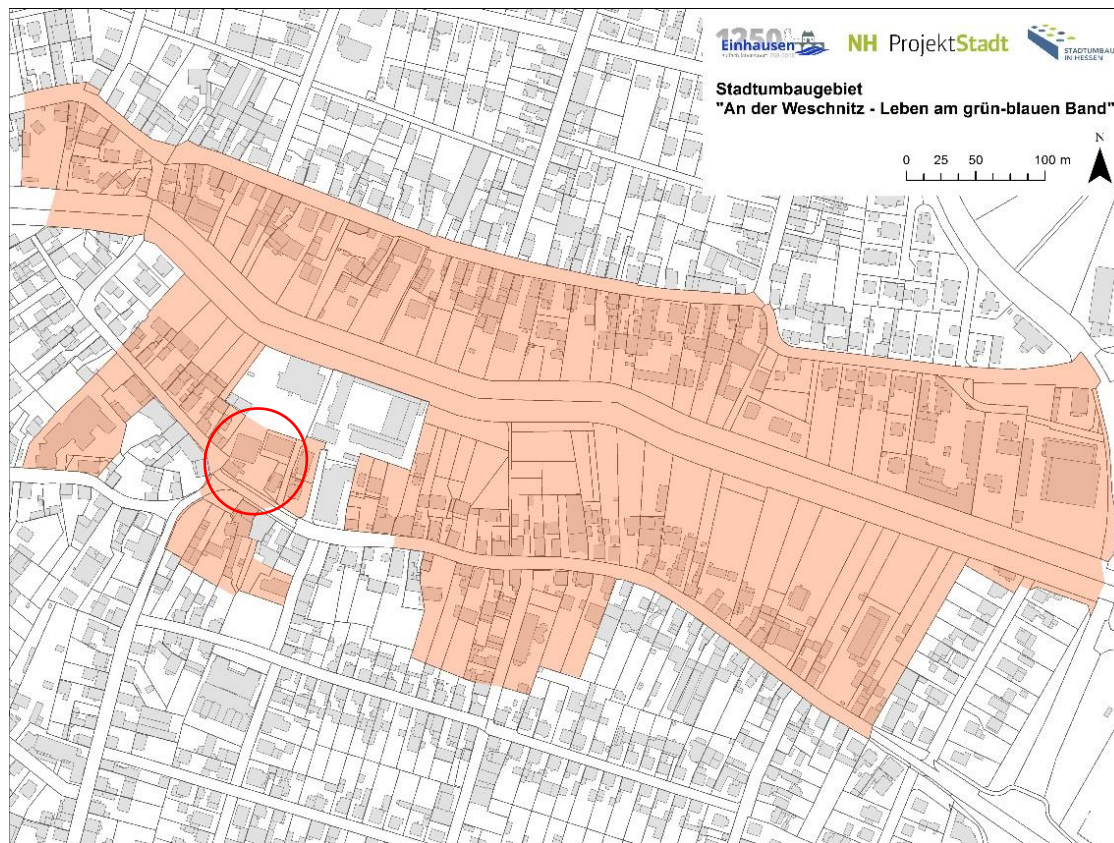 1250
Einhausen
NH ProjektStadt
STADTUMBAU
IN HESSEN
Stadtumbaugebiet
"An der Weschnitz - Leben am grün-blauen Band"
N
0 25 50 100 m